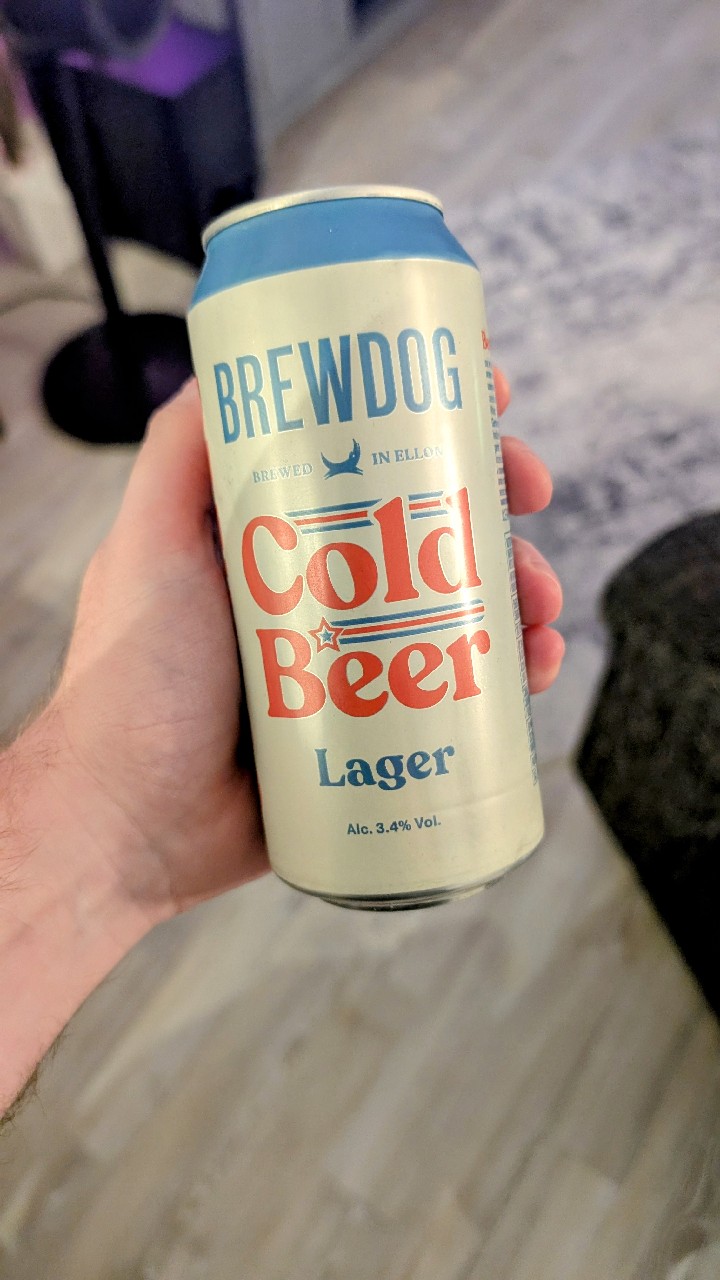 BREWDOG
BREWED IN ELLON
Cold
Beer
Lager
Alc. 3.4% Vol.